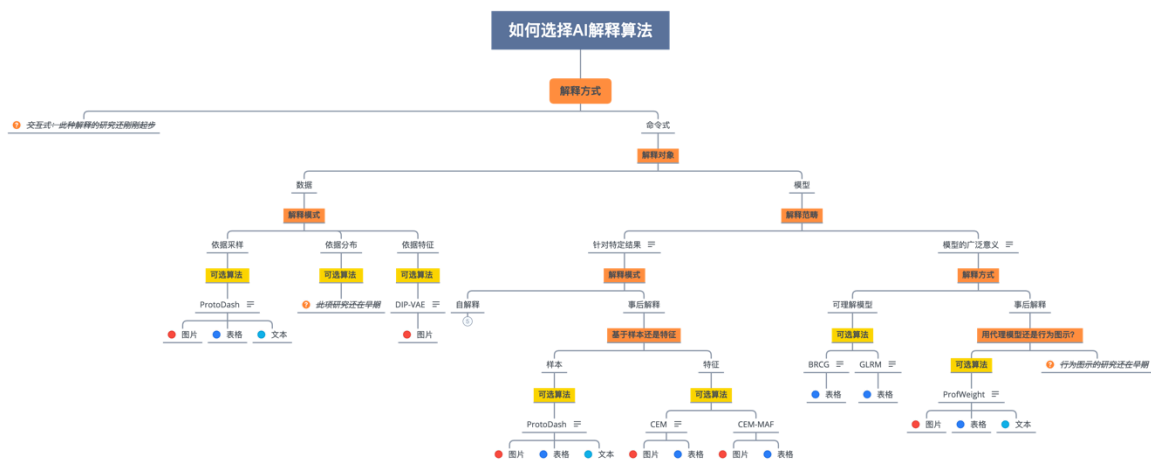 如何选择AI解释算法
解释方式
交互式：此种解释的研究还刚刚起步
命令式
解释对象
数据
模型
解释模式
解释范畴
依据采样
依据分布
依据特征
针对特定结果
模型的广泛意义
可选算法
可选算法
可选算法
解释模式
解释方式
ProtoDash
此项研究还在早期
DIP-VAE
自解释
事后解释
可理解模型
事后解释
图片
表格
文本
图片
5
基于样本还是特征
可选算法
用代理模型还是行为图示?
样本
特征
BRCG
GLRM
可选算法
行为图示的研究还在早期
可选算法
可选算法
表格
表格
ProfWeight
ProtoDash
CEM
CEM-MAF
图片
表格
文本
图片
表格
文本
图片
表格
图片
表格